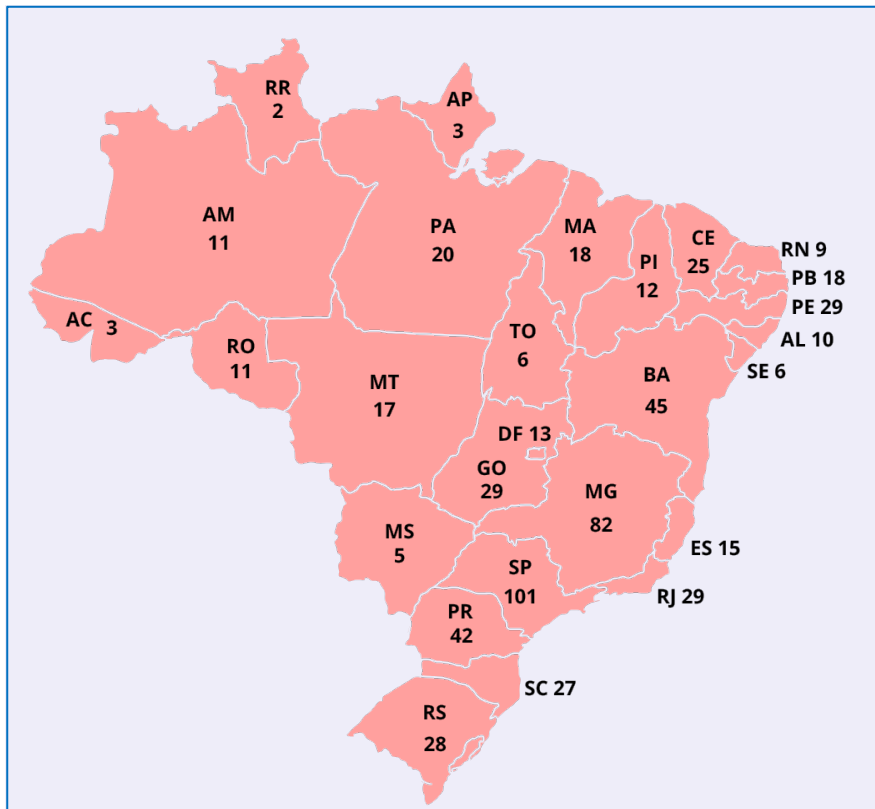 RR
2
AP
3
AM
11
PA
20
MA
18
CE
25
RN 9
PI
12
PB 18
PE 29
AC 3
AL 10
TO
6
RO
11
SE 6
MT
17
BA
45
DF 13
GO
29
MG
82
MS
5
ES 15
SP
101
RJ 29
PR
42
SC 27
RS
28